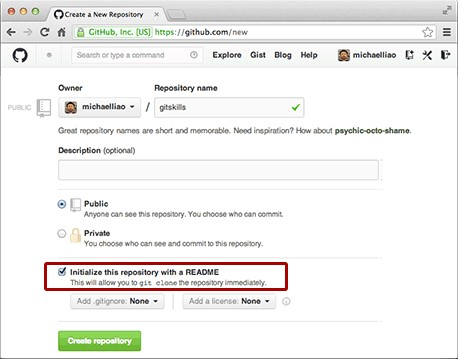 Create a New Repository
GitHub, Inc. [US] https://github.com/new
Search or type a command
Explore Gist Blog Help michaelliao
Owner Repository name
PUBLIC michaelliao / gitskills
Great repository names are short and memorable. Need inspiration? How about psychic-octo-shame.
Description (optional)
Public
Anyone can see this repository. You choose who can commit.
Private
You choose who can see and commit to this repository.
Initialize this repository with a README
This will allow you to git clone the repository immediately.
Add .gitignore: None Add a license: None
Create repository